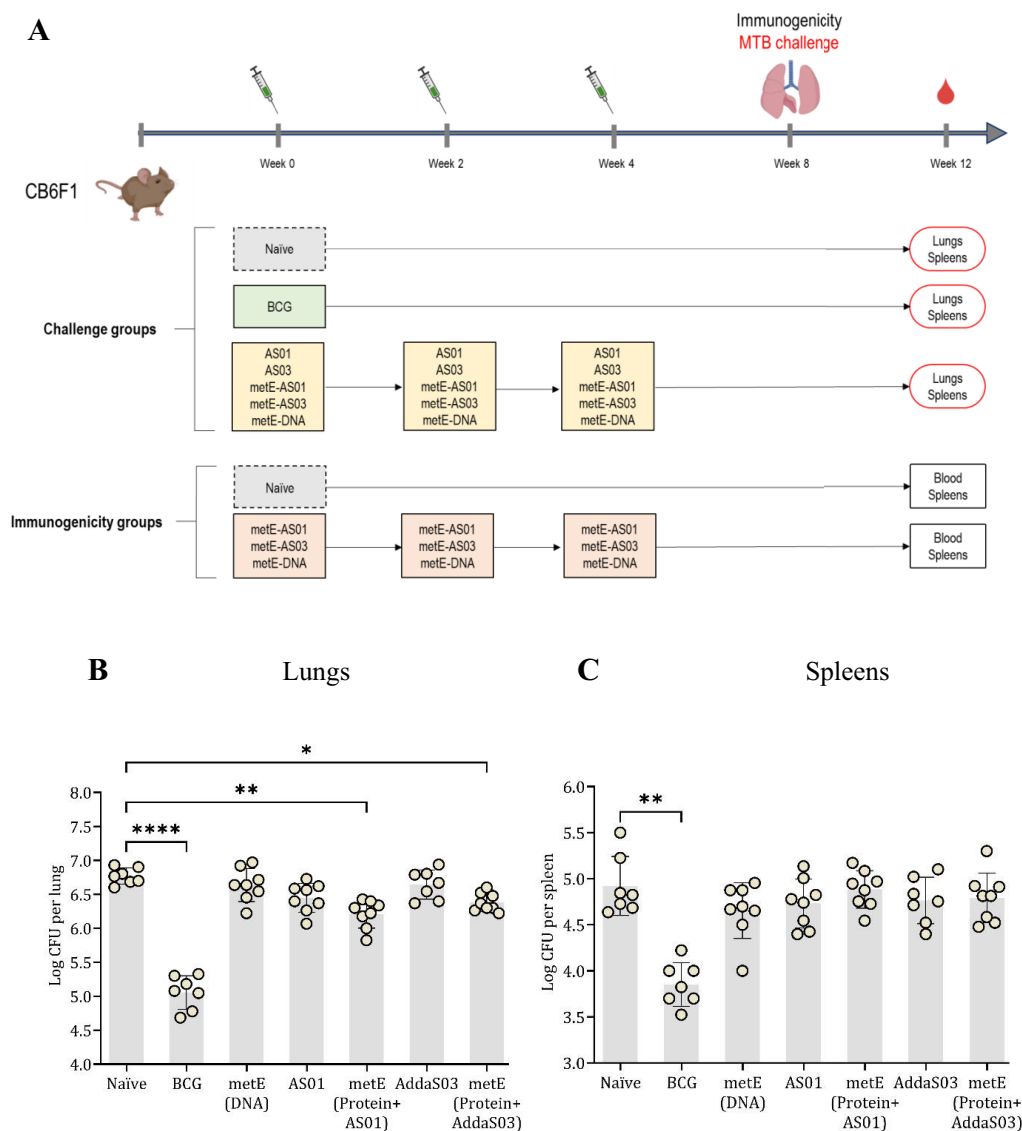 A
Immunogenicity
MTB challenge
Week 0
Week 2
Week 4
Week 8
Week 12
CB6F1
Challenge groups
Naïve
Lungs
Spleens
BCG
Lungs
Spleens
AS01
AS03
metE-AS01
metE-AS03
metE-DNA
AS01
AS03
metE-AS01
metE-AS03
metE-DNA
AS01
AS03
metE-AS01
metE-AS03
metE-DNA
Lungs
Spleens
Immunogenicity groups
Naïve
Blood
Spleens
metE-AS01
metE-AS03
metE-DNA
metE-AS01
metE-AS03
metE-DNA
metE-AS01
metE-AS03
metE-DNA
Blood
Spleens
B
Lungs
*
**
****
Log CFU per lung
8.0
7.5
7.0
6.5
6.0
5.5
5.0
4.5
4.0
Naïve
BCG
metE
(DNA)
AS01
metE
(Protein+
AS01)
AddaS03
metE
(Protein+
AddaS03)
C
Spleens
**
Log CFU per spleen
6.0
5.5
5.0
4.5
4.0
3.5
3.0
Naïve
BCG
metE
(DNA)
AS01
metE
(Protein+
AS01)
AddaS03
metE
(Protein+
AddaS03)